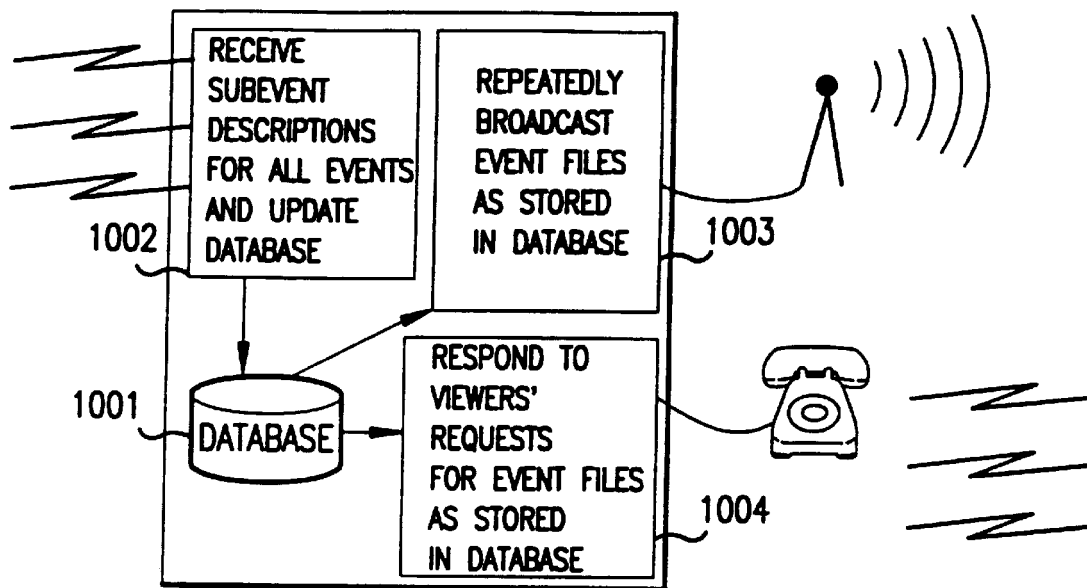 RECEIVE
SUBEVENT
DESCRIPTIONS
FOR ALL EVENTS
AND UPDATE
DATABASE
1002
REPEATEDLY
BROADCAST
EVENT FILES
AS STORED
IN DATABASE
1003
1001
DATABASE
RESPOND TO
VIEWERS'
REQUESTS
FOR EVENT FILES
AS STORED
IN DATABASE
1004